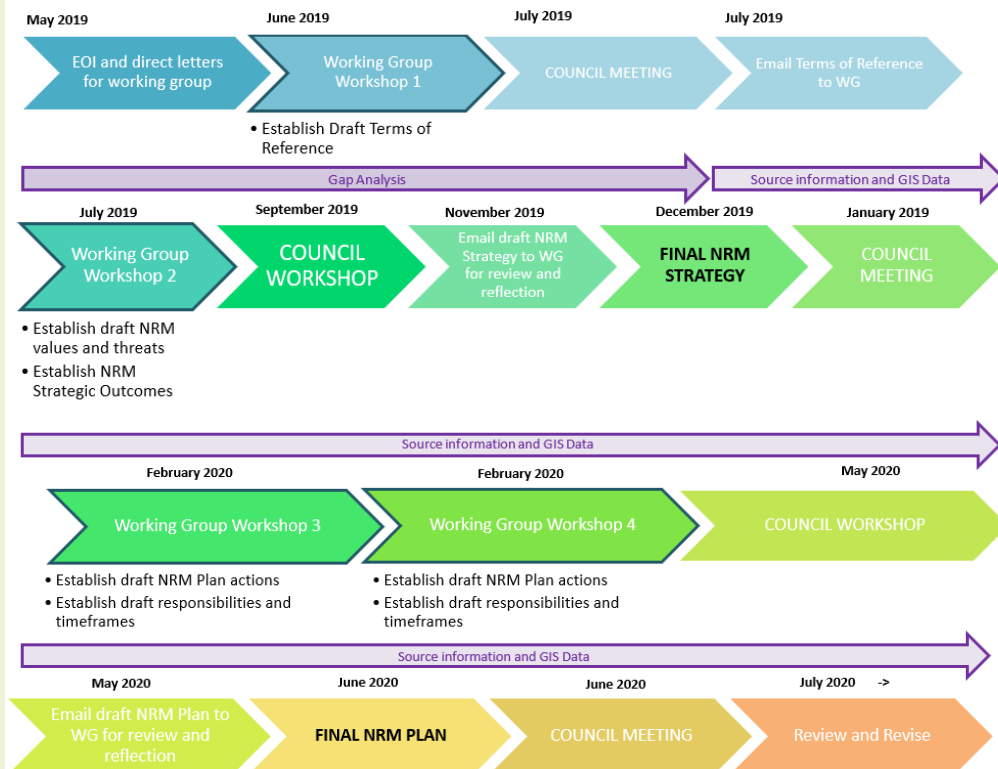 May 2019
June 2019
July 2019
July 2019
EOI and direct letters
for working group
Working Group
Workshop 1
COUNCIL MEETING
Email Terms of Reference
to WG
• Establish Draft Terms of
Reference
Gap Analysis
Source information and GIS Data
July 2019
September 2019
November 2019
December 2019
January 2019
Working Group
Workshop 2
COUNCIL
WORKSHOP
Email draft NRM
Strategy to WG
for review and
reflection
FINAL NRM
STRATEGY
COUNCIL
MEETING
• Establish draft NRM
values and threats
• Establish NRM
Strategic Outcomes
Source information and GIS Data
February 2020
February 2020
May 2020
Working Group Workshop 3
Working Group Workshop 4
COUNCIL WORKSHOP
• Establish draft NRM Plan actions
• Establish draft responsibilities and
timeframes
• Establish draft NRM Plan actions
• Establish draft responsibilities and
timeframes
Source information and GIS Data
May 2020
June 2020
June 2020
July 2020 ->
Email draft NRM Plan to
WG for review and
reflection
FINAL NRM PLAN
COUNCIL MEETING
Review and Revise